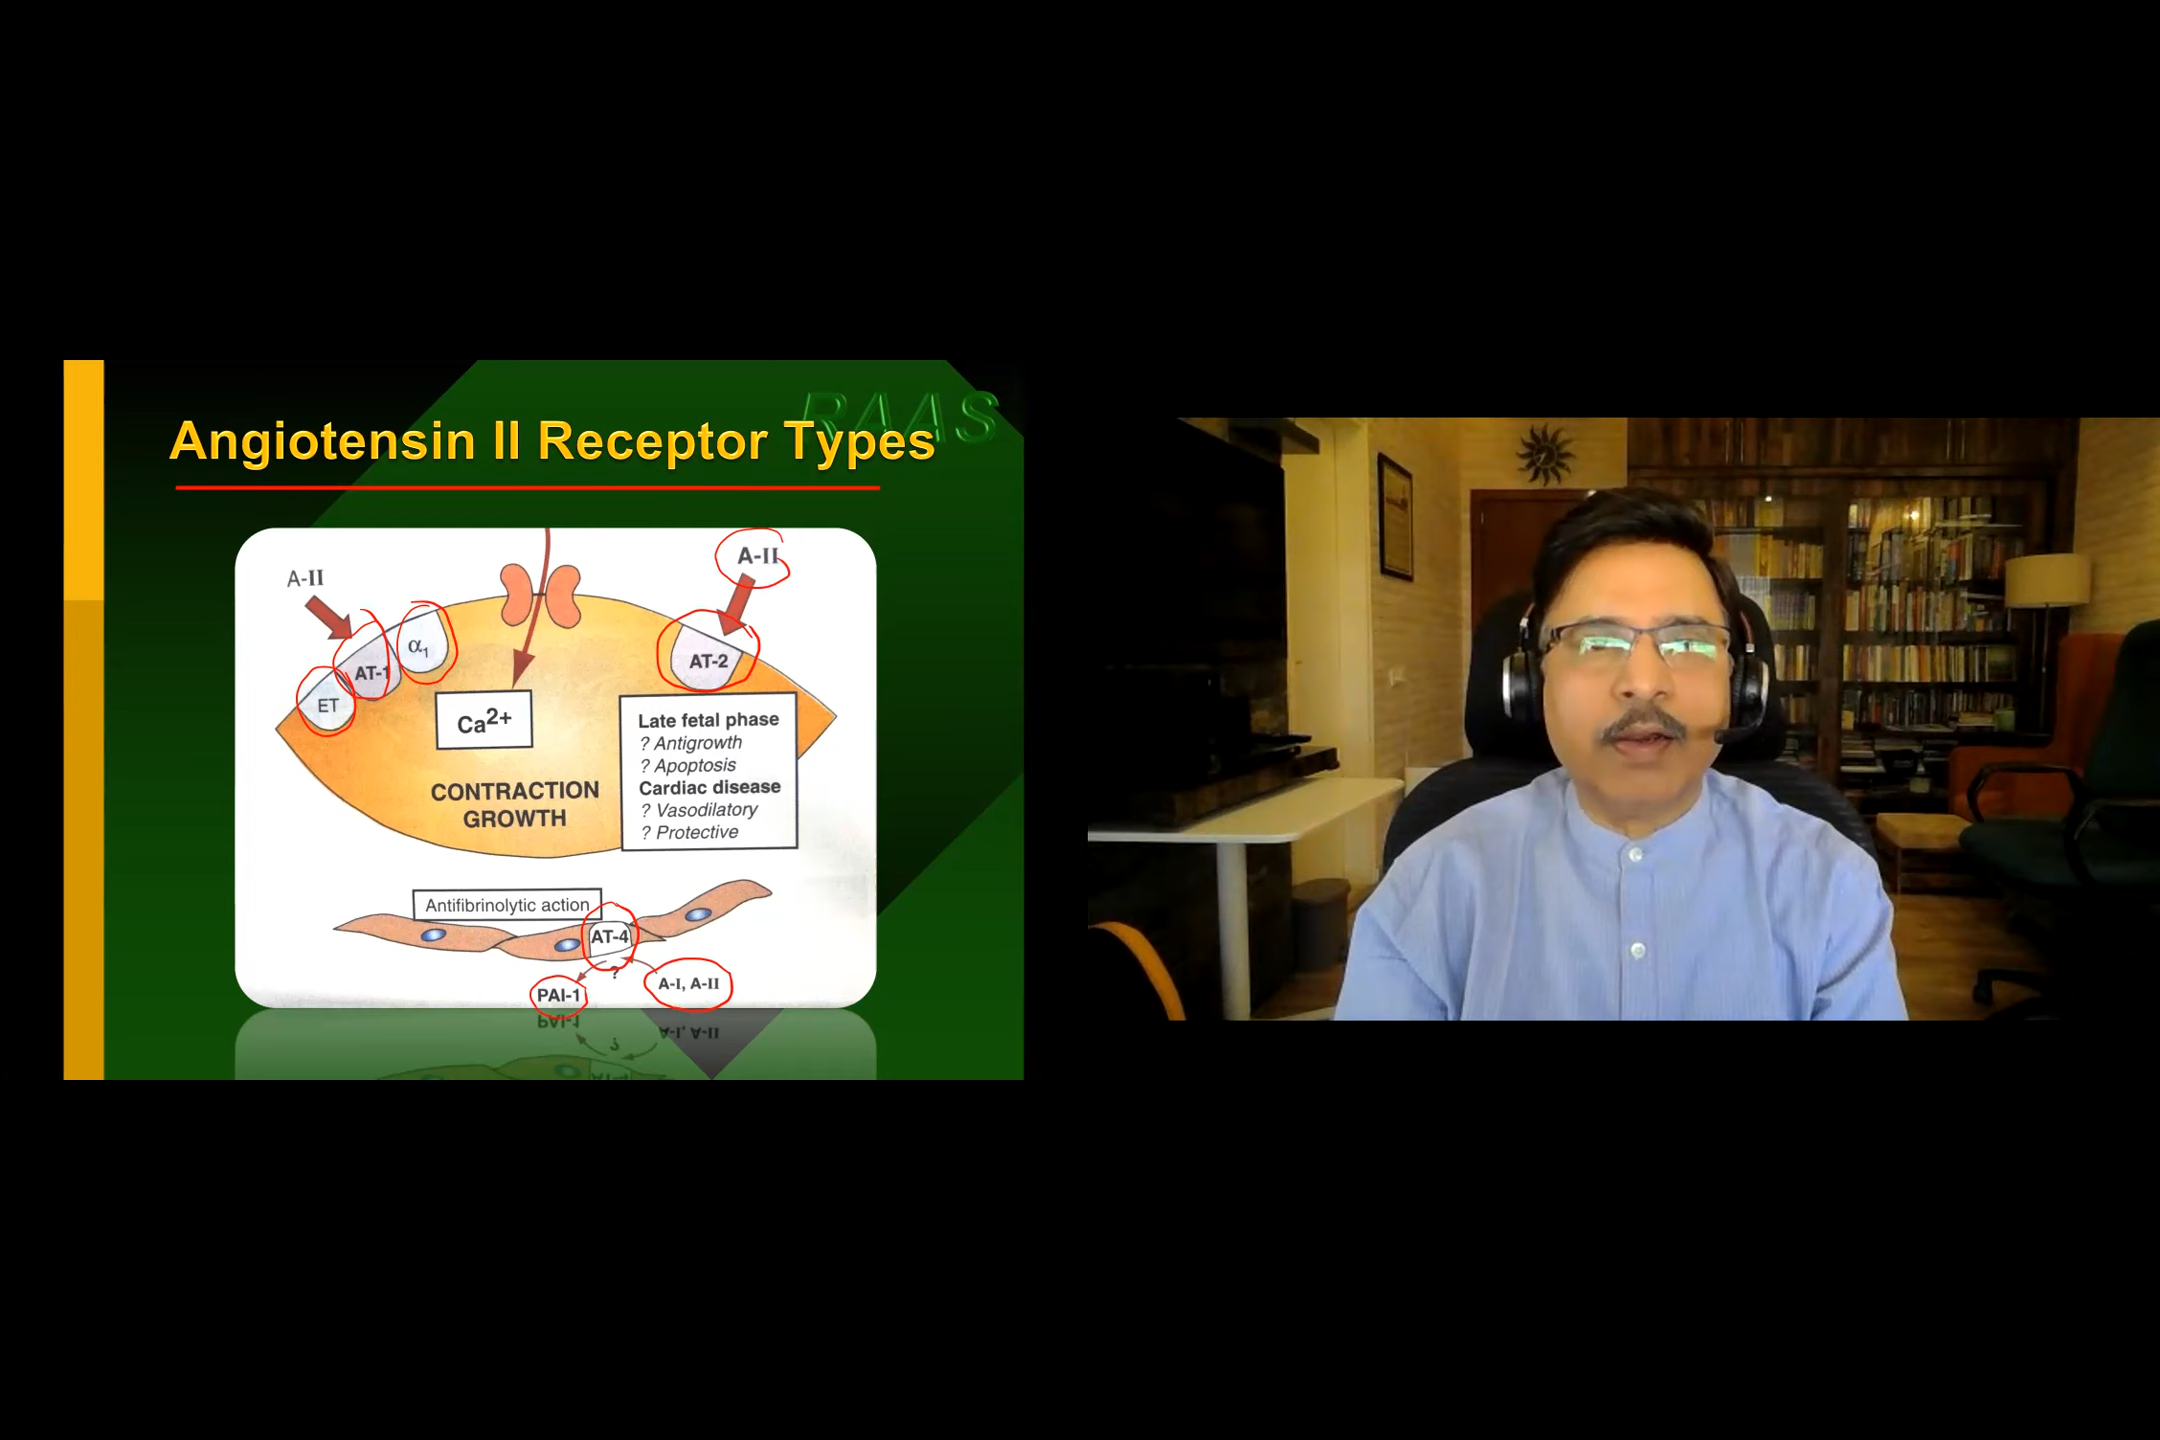 RAAS
Angiotensin II Receptor Types
A-II
A-II
α1
AT-1
ET
AT-2
Ca2+
CONTRACTION
GROWTH
Late fetal phase
? Antigrowth
? Apoptosis
Cardiac disease
? Vasodilatory
? Protective
Antifibrinolytic action
AT-4
?
PAI-1
A-I, A-II